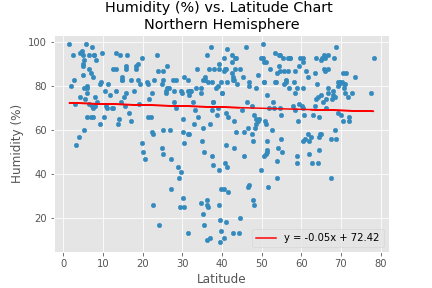 Humidity (%) vs. Latitude Chart
Northern Hemisphere
100
80
60
40
20
Humidity (%)
y = -0.05x + 72.42
0 10 20 30 40 50 60 70 80
Latitude